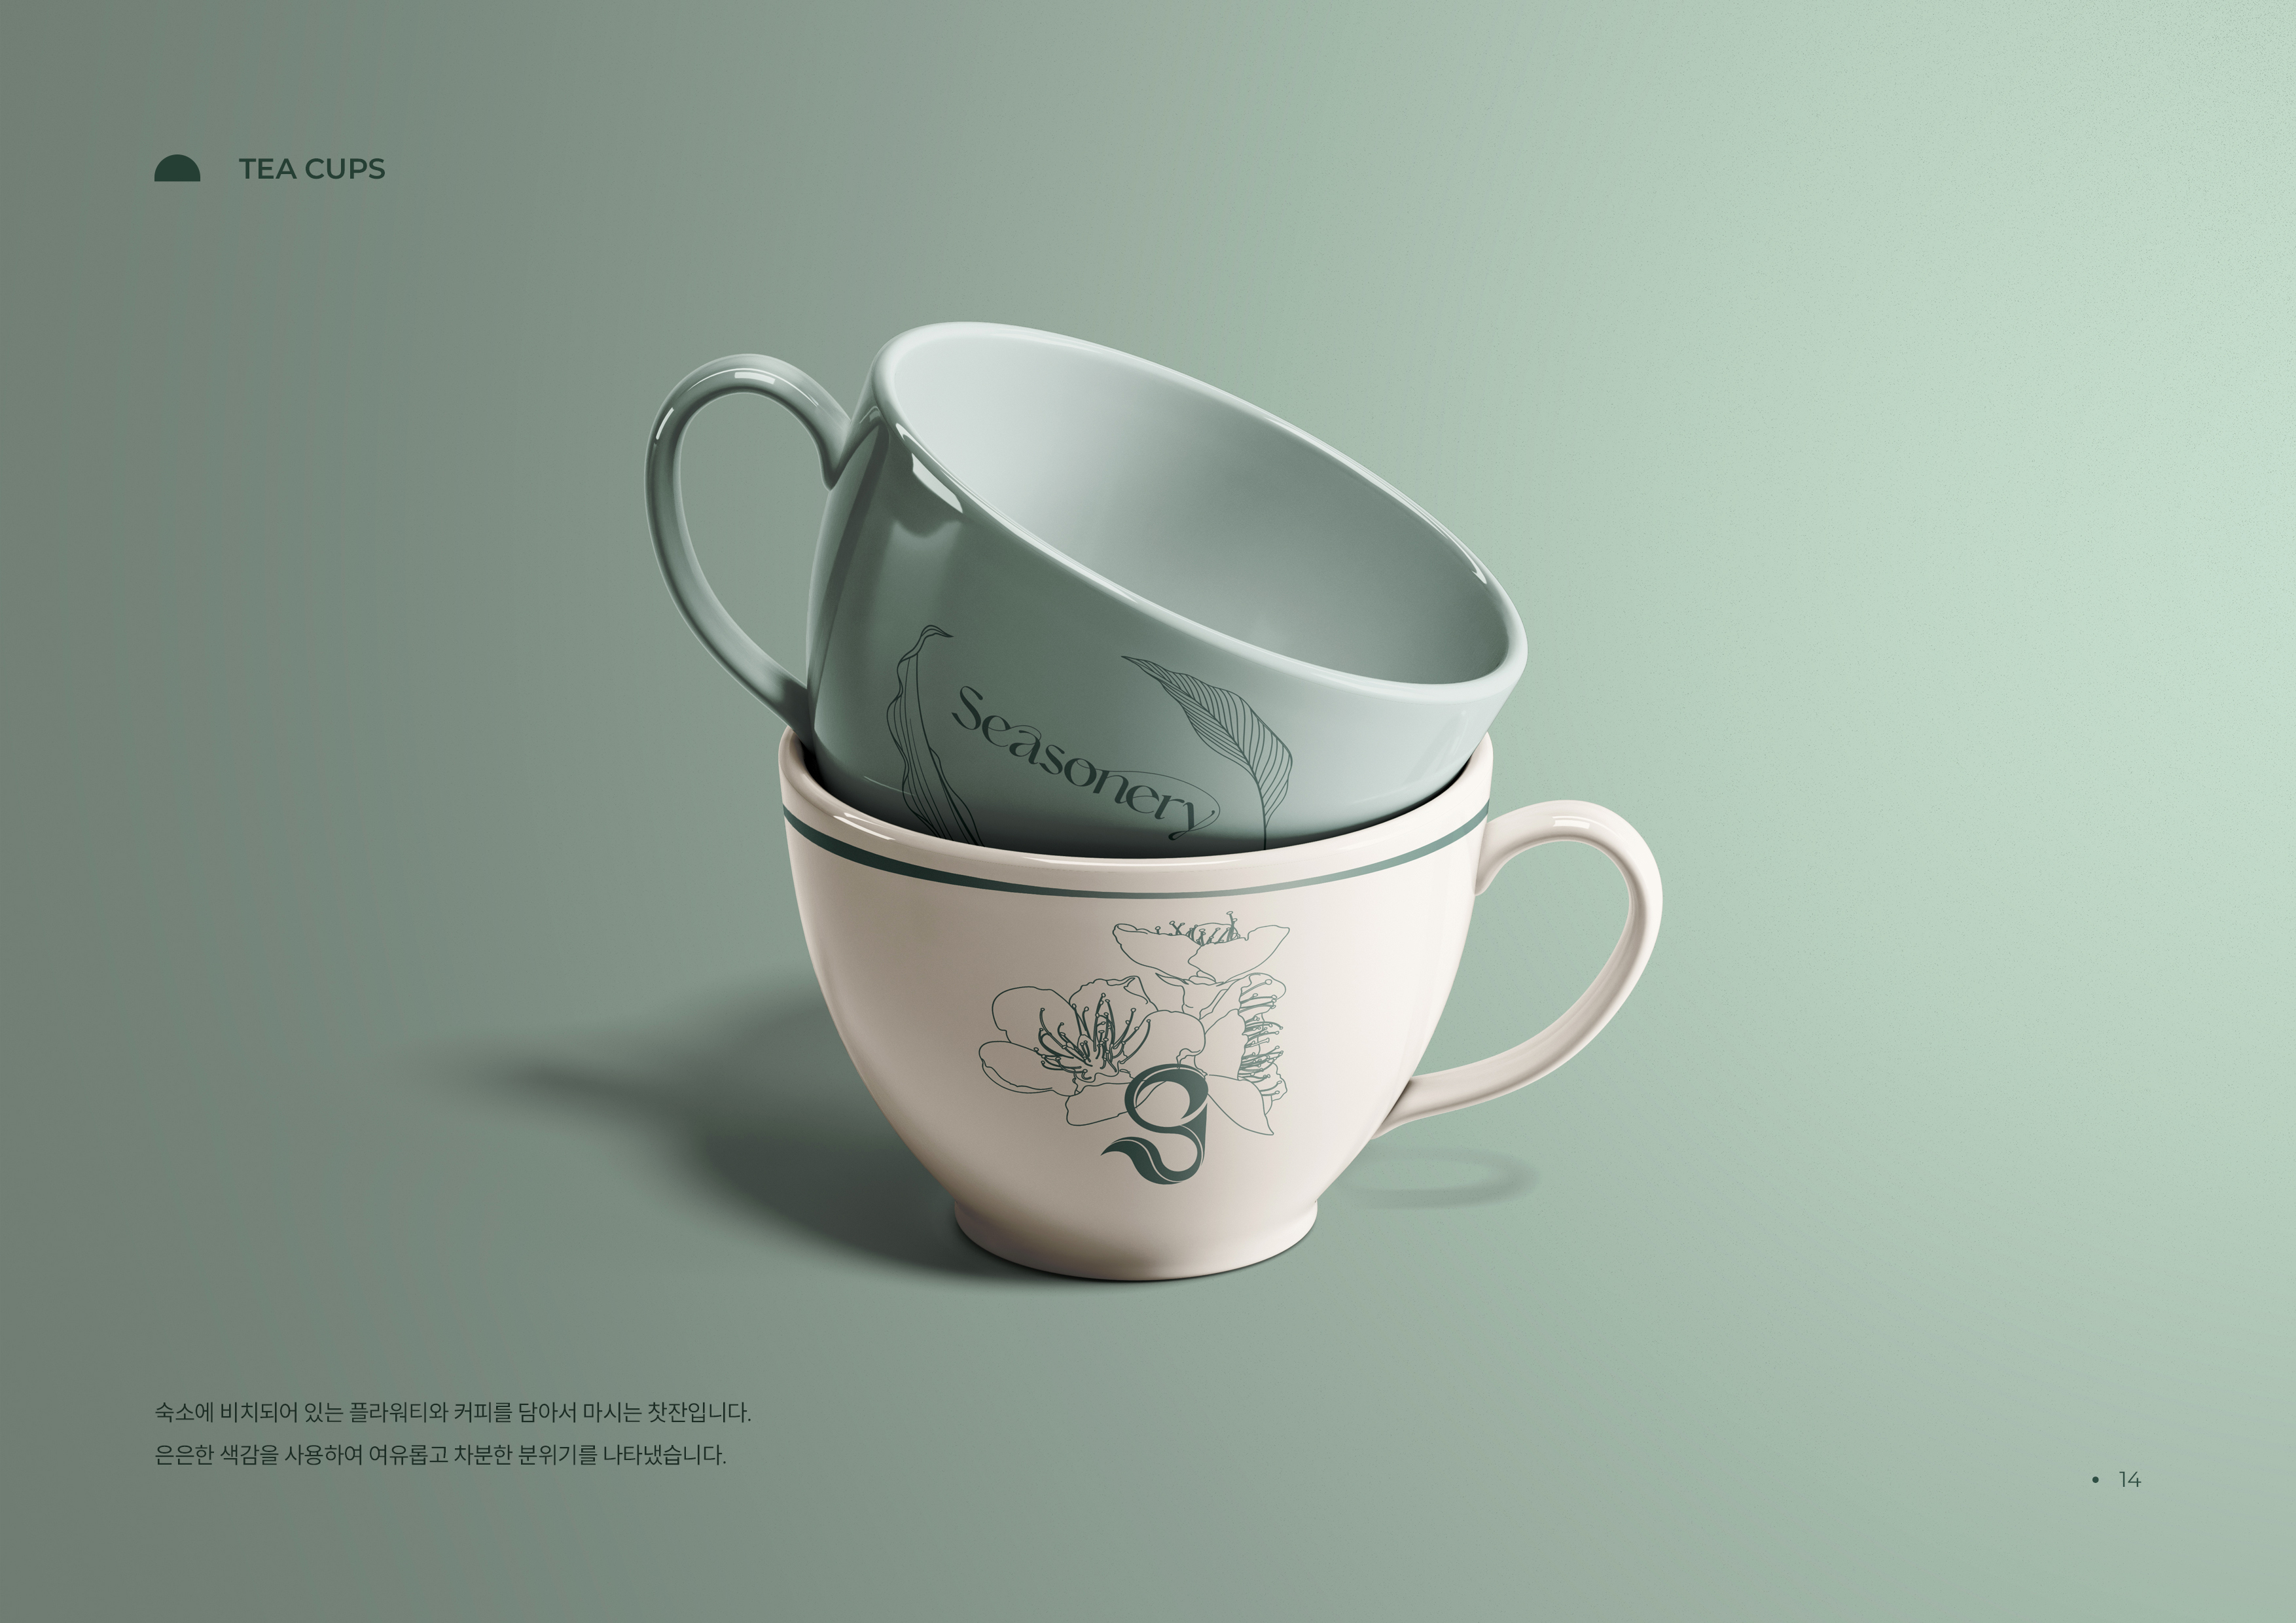 TEA CUPS
Seasonery
g
숙소에 비치되어 있는 플라워티와 커피를 담아서 마시는 찻잔입니다.
은은한 색감을 사용하여 여유롭고 차분한 분위기를 나타냈습니다.
• 14